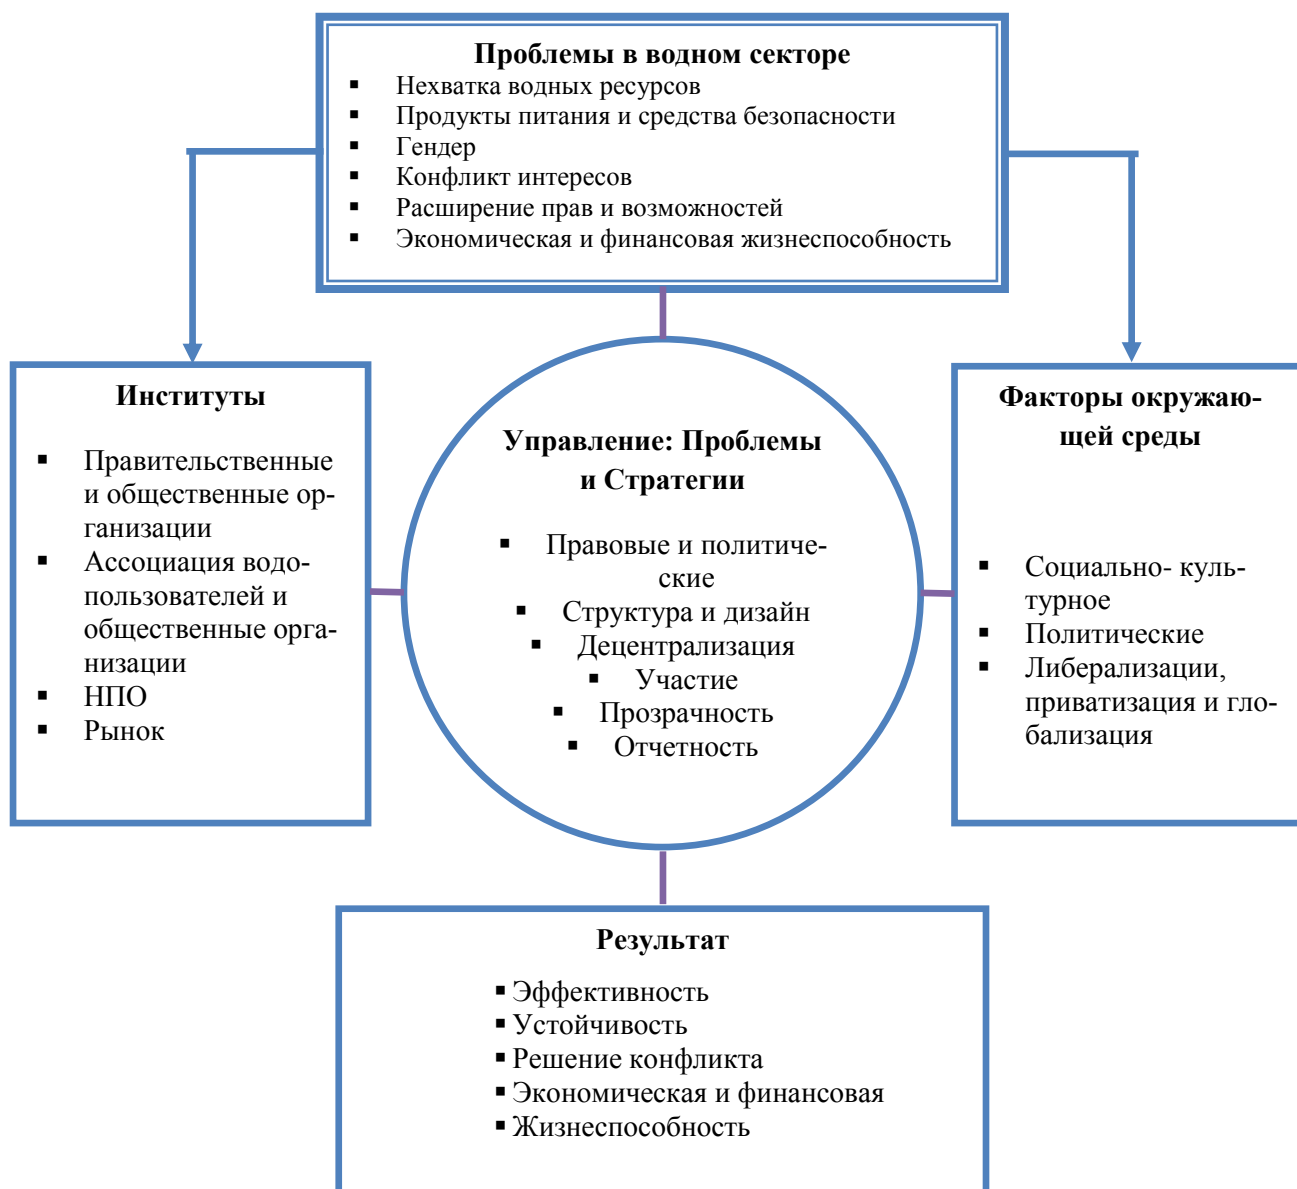 Проблемы в водном секторе
▪ Нехватка водных ресурсов
▪ Продукты питания и средства безопасности
▪ Гендер
▪ Конфликт интересов
▪ Расширение прав и возможностей
▪ Экономическая и финансовая жизнеспособность
Институты
▪ Правительственные
и общественные ор-
ганизации
▪ Ассоциация водо-
пользователей и
общественные орга-
низации
▪ НПО
▪ Рынок
Управление: Проблемы
и Стратегии
▪ Правовые и политиче-
ские
▪ Структура и дизайн
▪ Децентрализация
▪ Участие
▪ Прозрачность
▪ Отчетность
Факторы окружаю-
щей среды
▪ Социально- куль-
турное
▪ Политические
▪ Либерализации,
приватизация и гло-
бализация
Результат
▪ Эффективность
▪ Устойчивость
▪ Решение конфликта
▪ Экономическая и финансовая
▪ Жизнеспособность